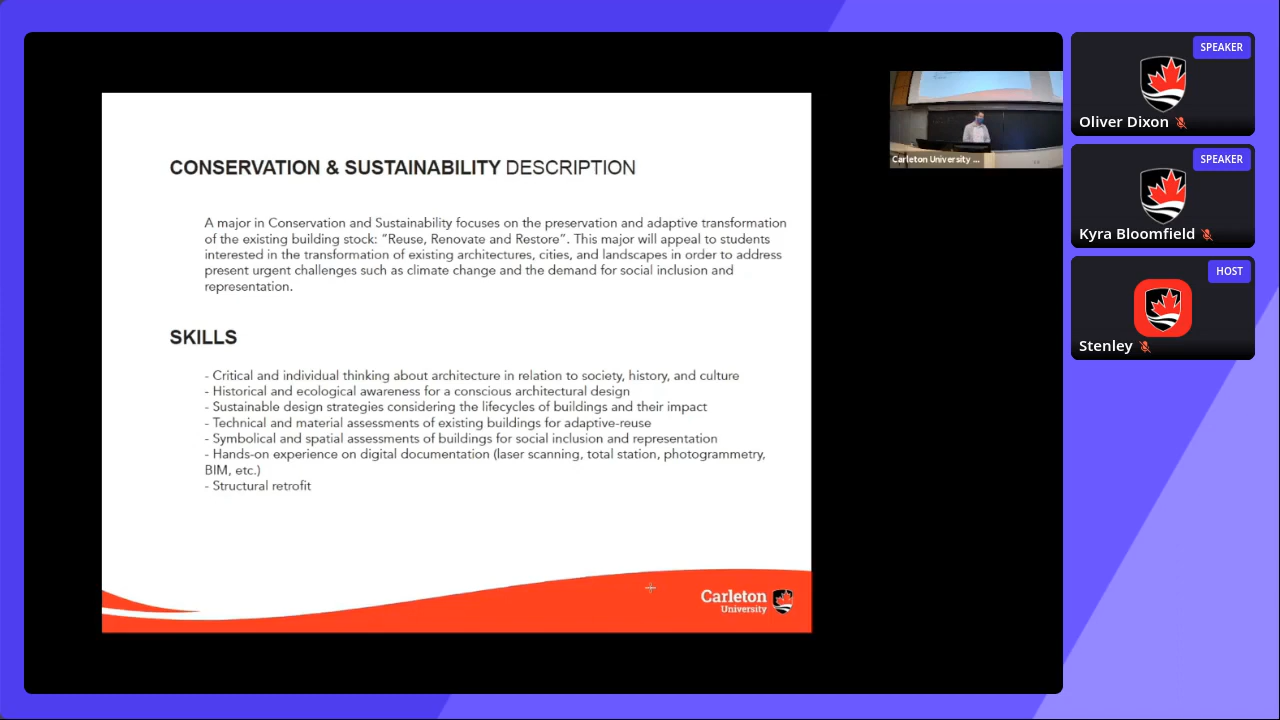 CONSERVATION & SUSTAINABILITY DESCRIPTION
A major in Conservation and Sustainability focuses on the preservation and adaptive transformation
of the existing building stock: “Reuse, Renovate and Restore”. This major will appeal to students
interested in the transformation of existing architectures, cities, and landscapes in order to address
present urgent challenges such as climate change and the demand for social inclusion and
representation.
SKILLS
- Critical and individual thinking about architecture in relation to society, history, and culture
- Historical and ecological awareness for a conscious architectural design
- Sustainable design strategies considering the lifecycles of buildings and their impact
- Technical and material assessments of existing buildings for adaptive-reuse
- Symbolical and spatial assessments of buildings for social inclusion and representation
- Hands-on experience on digital documentation (laser scanning, total station, photogrammetry,
BIM, etc.)
- Structural retrofit
Carleton
University
Carleton University ...
SPEAKER
Oliver Dixon
SPEAKER
Kyra Bloomfield
HOST
Stenley